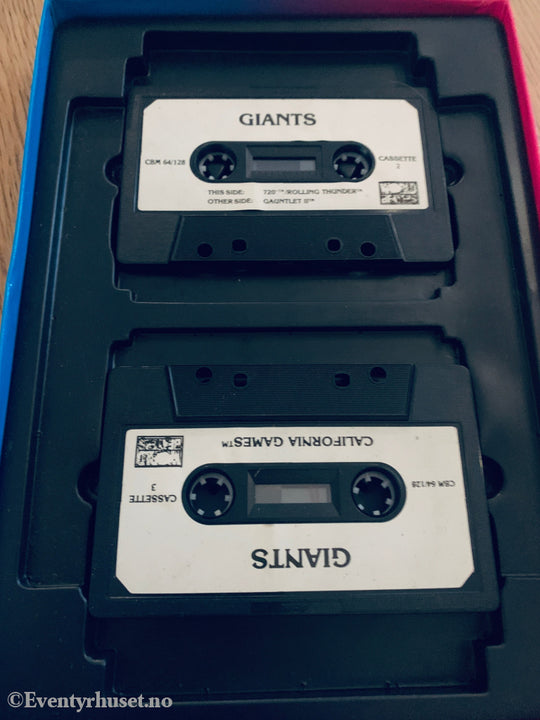 GIANTS
CBM 64/128
CASSETTE
2
THIS SIDE: 720°™/ROLLING THUNDER™
OTHER SIDE: GAUNTLET II™
GIANTS
CBM 64/128
CASSETTE
3
CALIFORNIA GAMES™
©Eventyrhuset.no